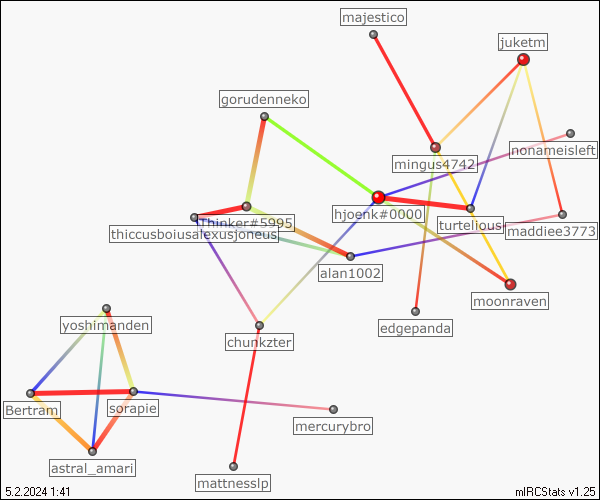 majestico
juketm
gorudenneko
nonameisleft
mingus4742
hjoenk#0000
Thinker#5995
turtelious
maddiee3773
thiccusboiusalexusjohnus
alan1002
moonraven
yoshimanden
edgepanda
chunkzter
Bertram
sorapie
mercurybro
astral_amari
mattnesslp
5.2.2024 1:41
mIRCStats v1.25